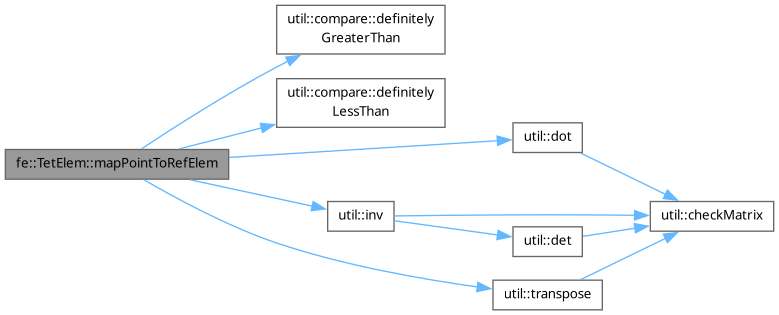 util::compare::definitely
GreaterThan
util::compare::definitely
LessThan
util::dot
fe::TetElem::mapPointToRefElem
util::inv
util::checkMatrix
util::det
util::transpose